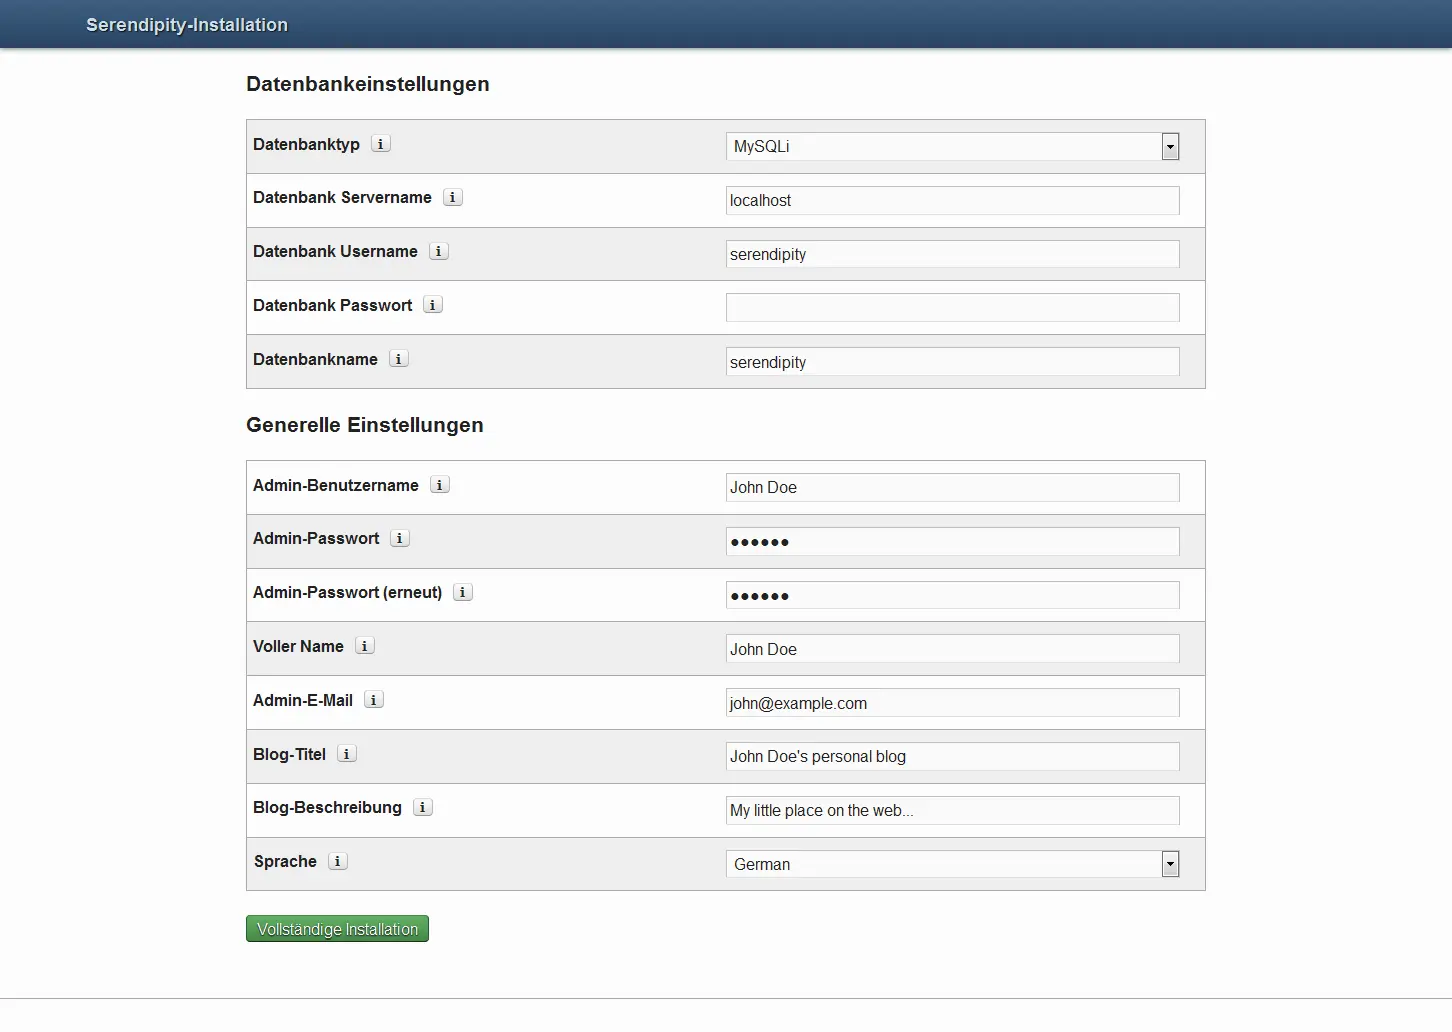 Serendipity-Installation
Datenbankeinstellungen
Datenbanktyp i MySQLi
Datenbank Servername i localhost
Datenbank Username i serendipity
Datenbank Passwort i
Datenbankname i serendipity
Generelle Einstellungen
Admin-Benutzername i John Doe
Admin-Passwort i ●●●●●●
Admin-Passwort (erneut) i ●●●●●●
Voller Name i John Doe
Admin-E-Mail i john@example.com
Blog-Titel i John Doe's personal blog
Blog-Beschreibung i My little place on the web...
Sprache i German
Vollständige Installation